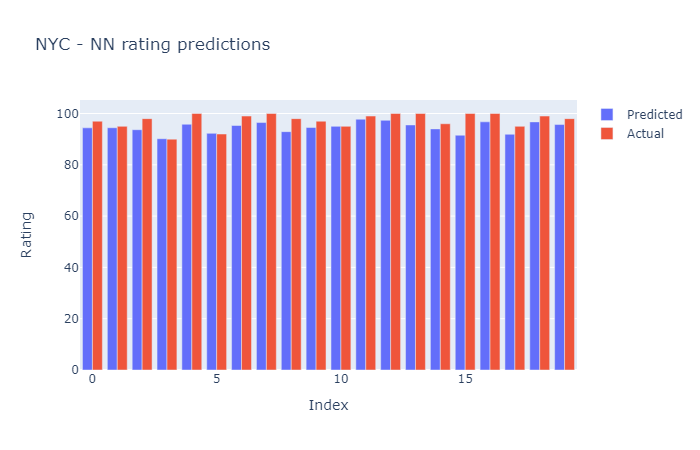 NYC - NN rating predictions
Predicted
Actual
Rating
100
80
60
40
20
0
0 5 10 15
Index